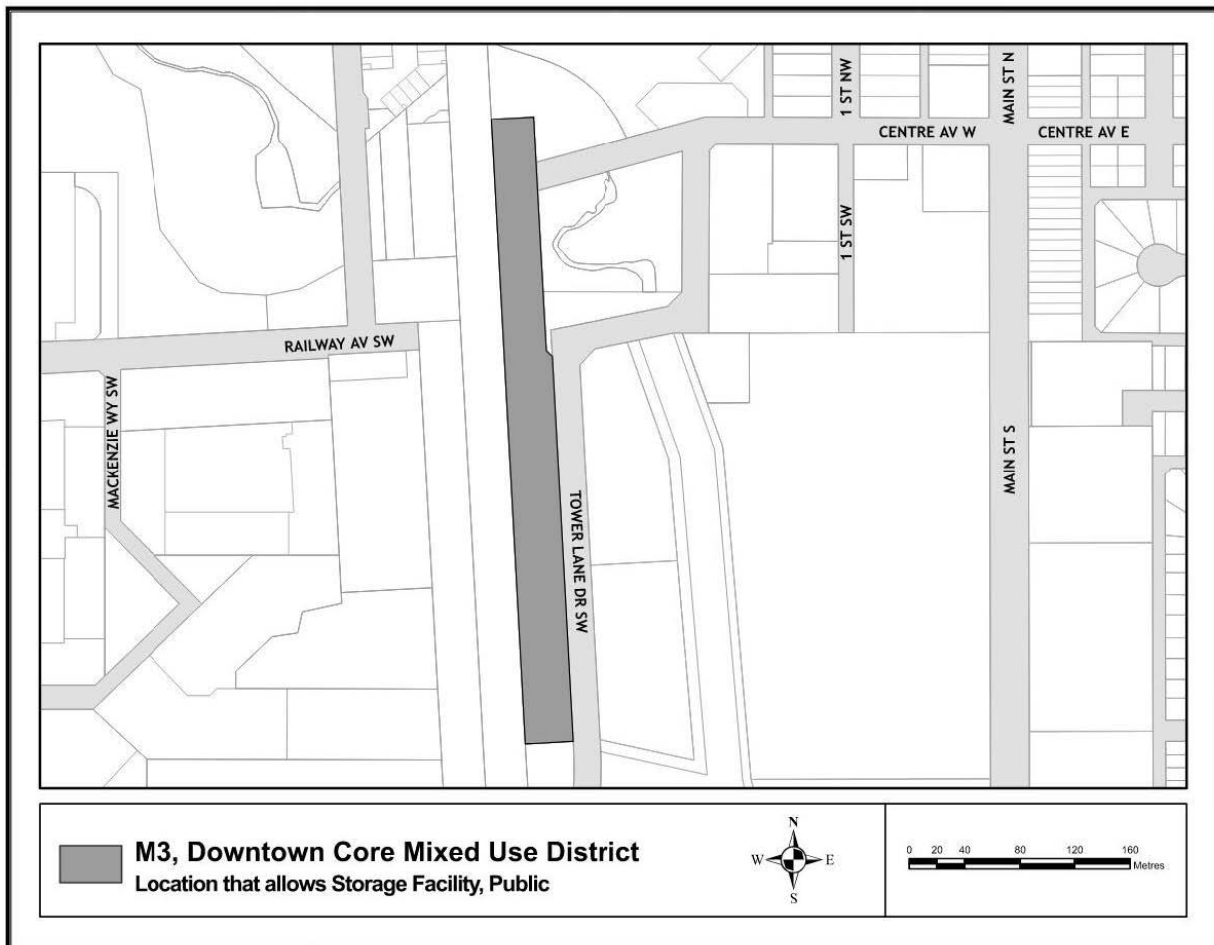 1 ST NW
MAIN ST N
CENTRE AV W
CENTRE AV E
1 ST SW
RAILWAY AV SW
MACKENZIE WY SW
MAIN ST S
TOWER LANE DR SW
M3, Downtown Core Mixed Use District
Location that allows Storage Facility, Public
N
W E
S
0 20 40 80 120 160
Metres